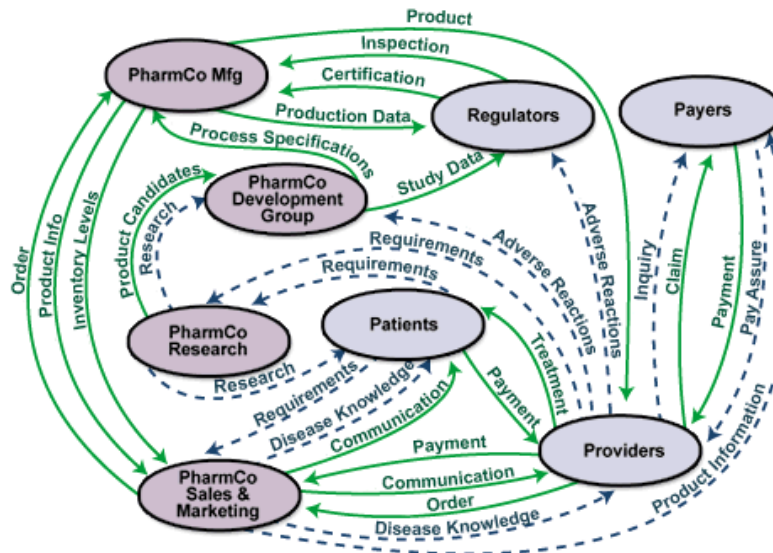 Product
Inspection
PharmCo Mfg
Certification
Regulators
Payers
Production Data
Process Specifications
PharmCo
Development
Group
Study Data
Product Candidates
Research
Order
Product Info
Inventory Levels
Requirements
Requirements
Adverse Reactions
Adverse Reactions
Inquiry
Claim
Payment
Pay Assure
PharmCo
Research
Patients
Research
Requirements
Disease Knowledge
Communication
Treatment
Payment
Providers
Product Information
PharmCo
Sales &
Marketing
Payment
Communication
Order
Disease Knowledge